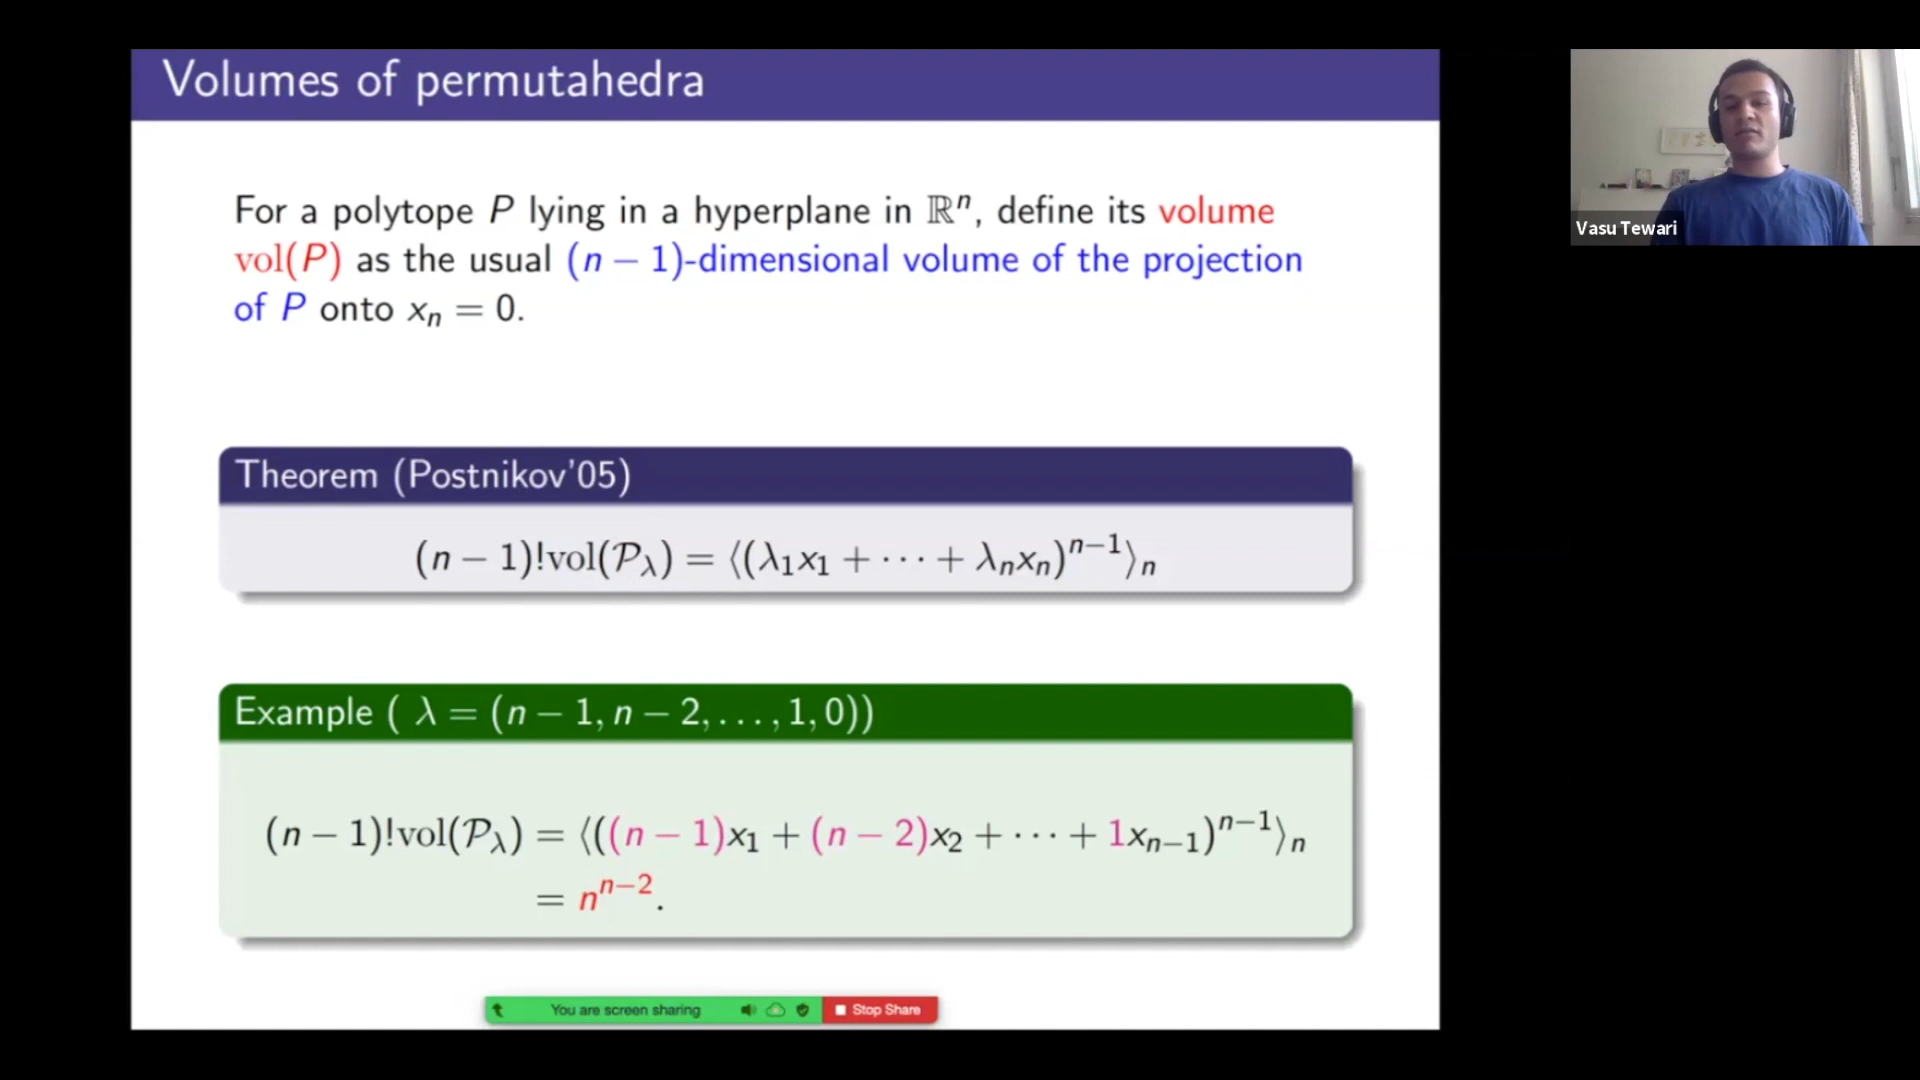 Volumes of permutahedra
For a polytope P lying in a hyperplane in ℝⁿ, define its volume
vol(P) as the usual (n − 1)-dimensional volume of the projection
of P onto xₙ = 0.
Theorem (Postnikov'05)
(n − 1)!vol(𝒫_λ) = ⟨(λ₁x₁ + ⋯ + λₙxₙ)ⁿ⁻¹⟩ₙ
Example ( λ = (n − 1, n − 2, . . . , 1, 0))
(n − 1)!vol(𝒫_λ) = ⟨((n − 1)x₁ + (n − 2)x₂ + ⋯ + 1xₙ₋₁)ⁿ⁻¹⟩ₙ
= nⁿ⁻².
You are screen sharing
Stop Share
Vasu Tewari